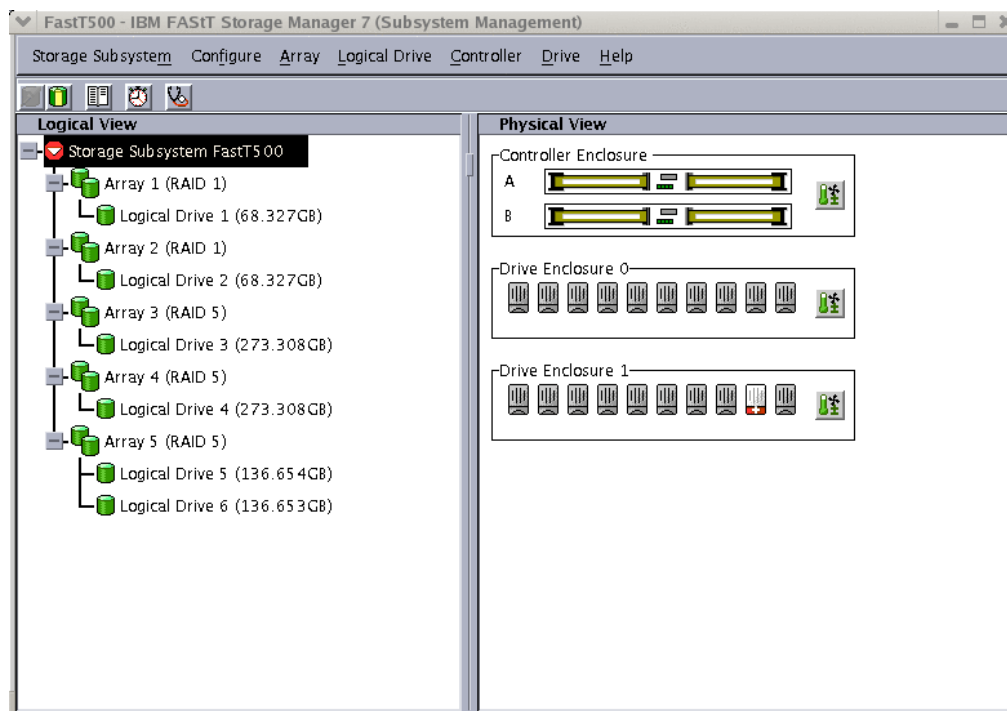 FastT500 - IBM FAStT Storage Manager 7 (Subsystem Management)
Storage Subsystem Configure Array Logical Drive Controller Drive Help
Logical View
Storage Subsystem FastT500
Array 1 (RAID 1)
Logical Drive 1 (68.327GB)
Array 2 (RAID 1)
Logical Drive 2 (68.327GB)
Array 3 (RAID 5)
Logical Drive 3 (273.308GB)
Array 4 (RAID 5)
Logical Drive 4 (273.308GB)
Array 5 (RAID 5)
Logical Drive 5 (136.654GB)
Logical Drive 6 (136.653GB)
Physical View
Controller Enclosure
A
B
Drive Enclosure 0
Drive Enclosure 1